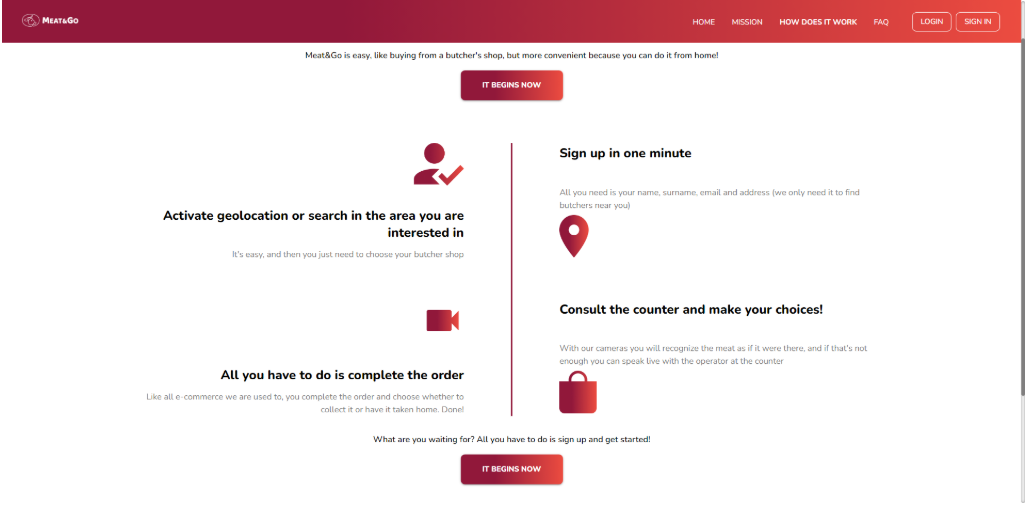 MEAT&GO
HOME MISSION HOW DOES IT WORK FAQ LOGIN SIGN IN
Meat&Go is easy, like buying from a butcher's shop, but more convenient because you can do it from home!
IT BEGINS NOW
Sign up in one minute
All you need is your name, surname, email and address (we only need it to find
butchers near you)
Activate geolocation or search in the area you are
interested in
It's easy, and then you just need to choose your butcher shop
Consult the counter and make your choices!
With our cameras you will recognize the meat as if it were there, and if that's not
enough you can speak live with the operator at the counter
All you have to do is complete the order
Like all e-commerce we are used to, you complete the order and choose whether to
collect it or have it taken home. Done!
What are you waiting for? All you have to do is sign up and get started!
IT BEGINS NOW